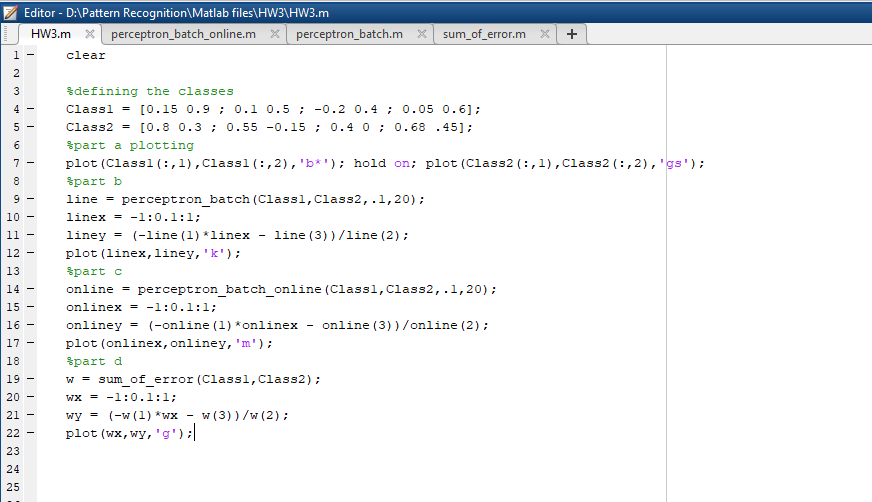 Editor - D:\Pattern Recognition\Matlab files\HW3\HW3.m
HW3.m perceptron_batch_online.m perceptron_batch.m sum_of_error.m +
1 clear
2
3 %defining the classes
4 Class1 = [0.15 0.9 ; 0.1 0.5 ; -0.2 0.4 ; 0.05 0.6];
5 Class2 = [0.8 0.3 ; 0.55 -0.15 ; 0.4 0 ; 0.68 .45];
6 %part a plotting
7 plot(Class1(:,1),Class1(:,2),'b*'); hold on; plot(Class2(:,1),Class2(:,2),'gs');
8 %part b
9 line = perceptron_batch(Class1,Class2,.1,20);
10 linex = -1:0.1:1;
11 liney = (-line(1)*linex - line(3))/line(2);
12 plot(linex,liney,'k');
13 %part c
14 online = perceptron_batch_online(Class1,Class2,.1,20);
15 onlinex = -1:0.1:1;
16 onliney = (-online(1)*onlinex - online(3))/online(2);
17 plot(onlinex,onliney,'m');
18 %part d
19 w = sum_of_error(Class1,Class2);
20 wx = -1:0.1:1;
21 wy = (-w(1)*wx - w(3))/w(2);
22 plot(wx,wy,'g');
23
24
25